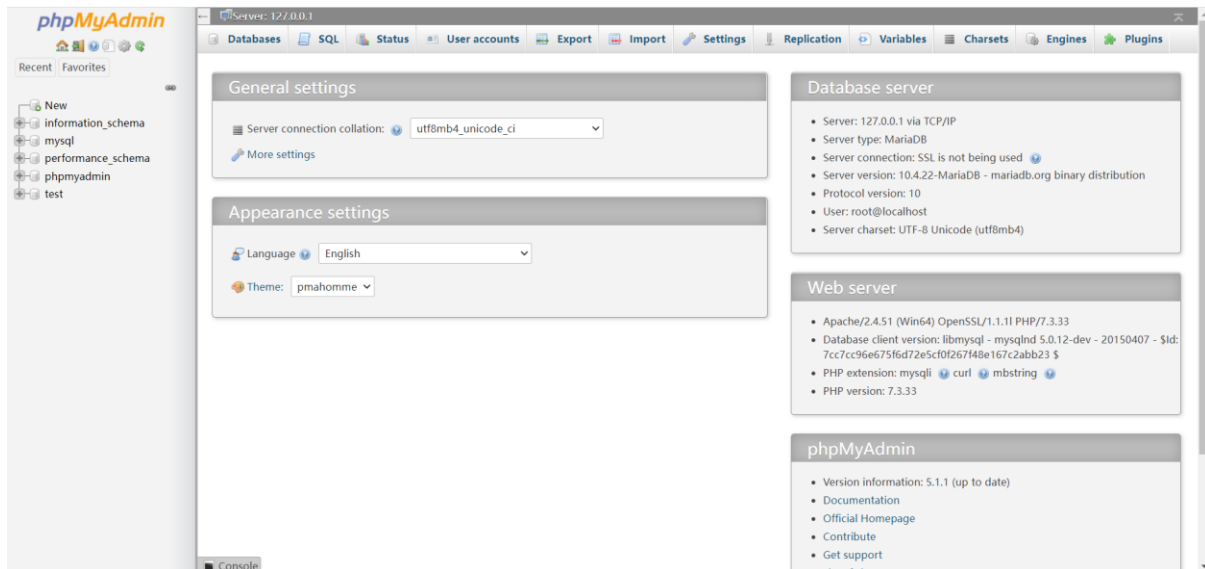 phpMyAdmin
Recent Favorites
New
information_schema
mysql
performance_schema
phpmyadmin
test
Server: 127.0.0.1
Databases SQL Status User accounts Export Import Settings Replication Variables Charsets Engines Plugins
General settings
Server connection collation: utf8mb4_unicode_ci
More settings
Appearance settings
Language English
Theme: pmahomme
Database server
Server: 127.0.0.1 via TCP/IP
Server type: MariaDB
Server connection: SSL is not being used
Server version: 10.4.22-MariaDB - mariadb.org binary distribution
Protocol version: 10
User: root@localhost
Server charset: UTF-8 Unicode (utf8mb4)
Web server
Apache/2.4.51 (Win64) OpenSSL/1.1.1l PHP/7.3.33
Database client version: libmysql - mysqlnd 5.0.12-dev - 20150407 - $Id:
7cc7cc96e675f6d72e5cf0f267f48e167c2abb23 $
PHP extension: mysqli curl mbstring
PHP version: 7.3.33
phpMyAdmin
Version information: 5.1.1 (up to date)
Documentation
Official Homepage
Contribute
Get support
Console